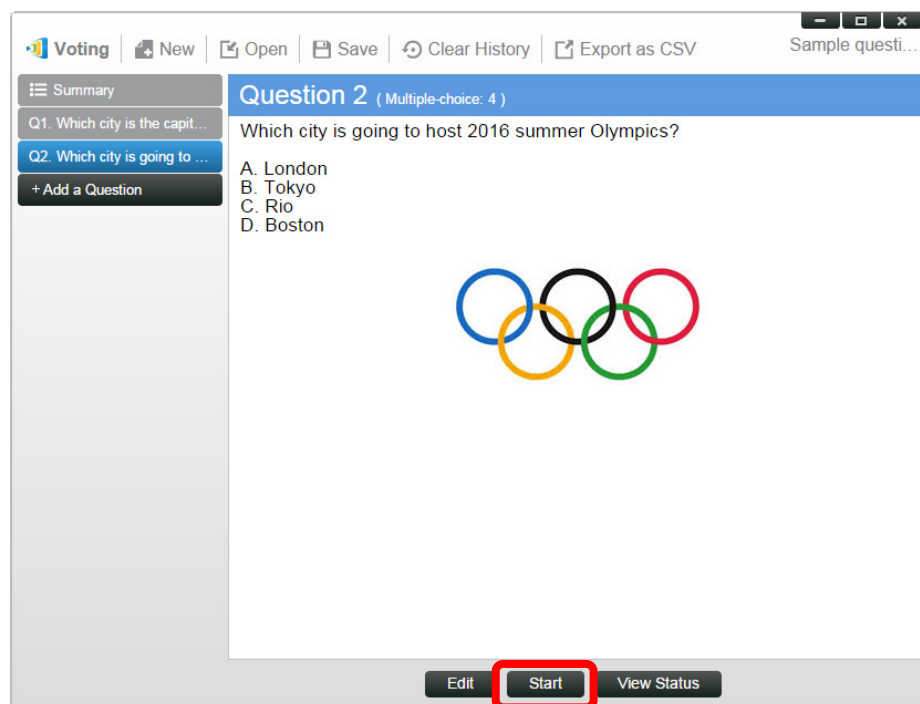 Voting New Open Save Clear History Export as CSV Sample questi...
Summary
Q1. Which city is the capit...
Q2. Which city is going to ...
+ Add a Question
Question 2 ( Multiple-choice: 4 )
Which city is going to host 2016 summer Olympics?
A. London
B. Tokyo
C. Rio
D. Boston
Edit Start View Status